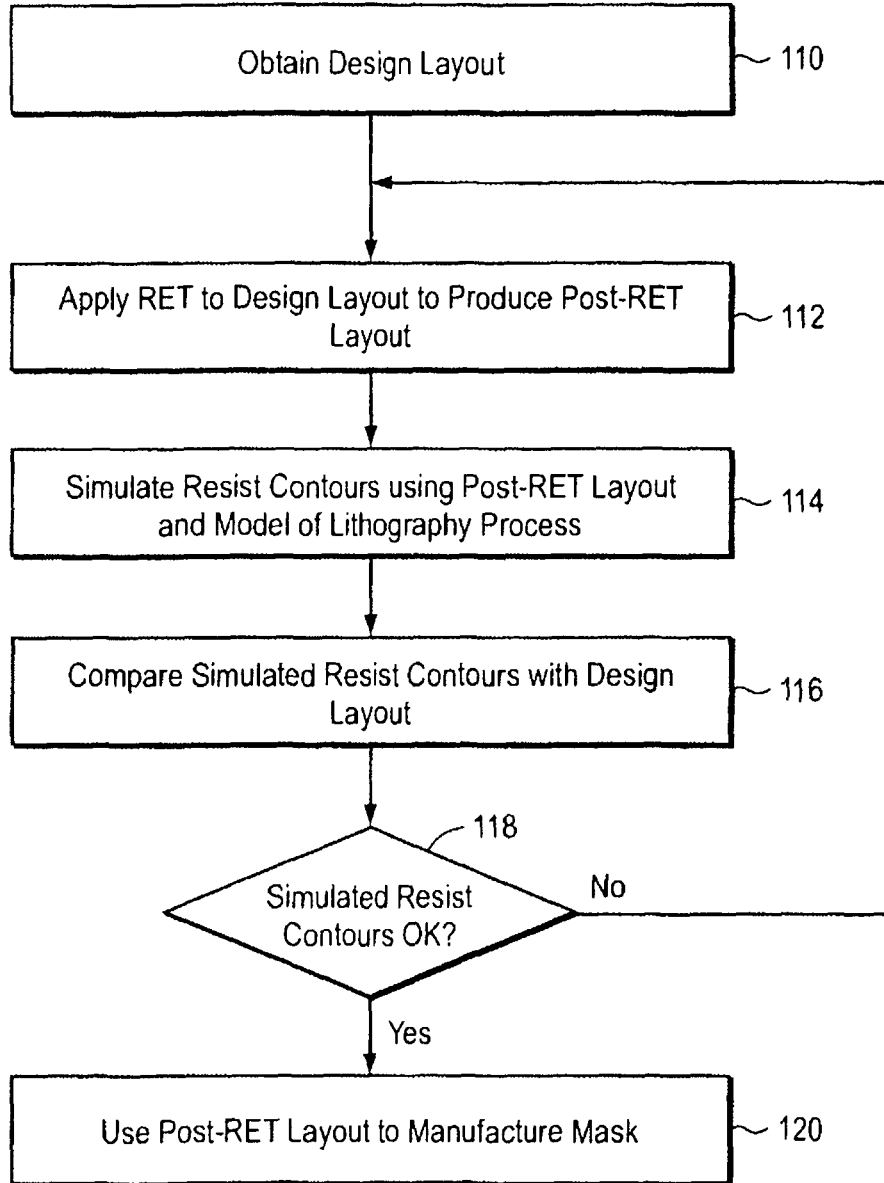 Obtain Design Layout
110
Apply RET to Design Layout to Produce Post-RET
Layout
112
Simulate Resist Contours using Post-RET Layout
and Model of Lithography Process
114
Compare Simulated Resist Contours with Design
Layout
116
118
Simulated Resist
Contours OK?
No
Yes
Use Post-RET Layout to Manufacture Mask
120